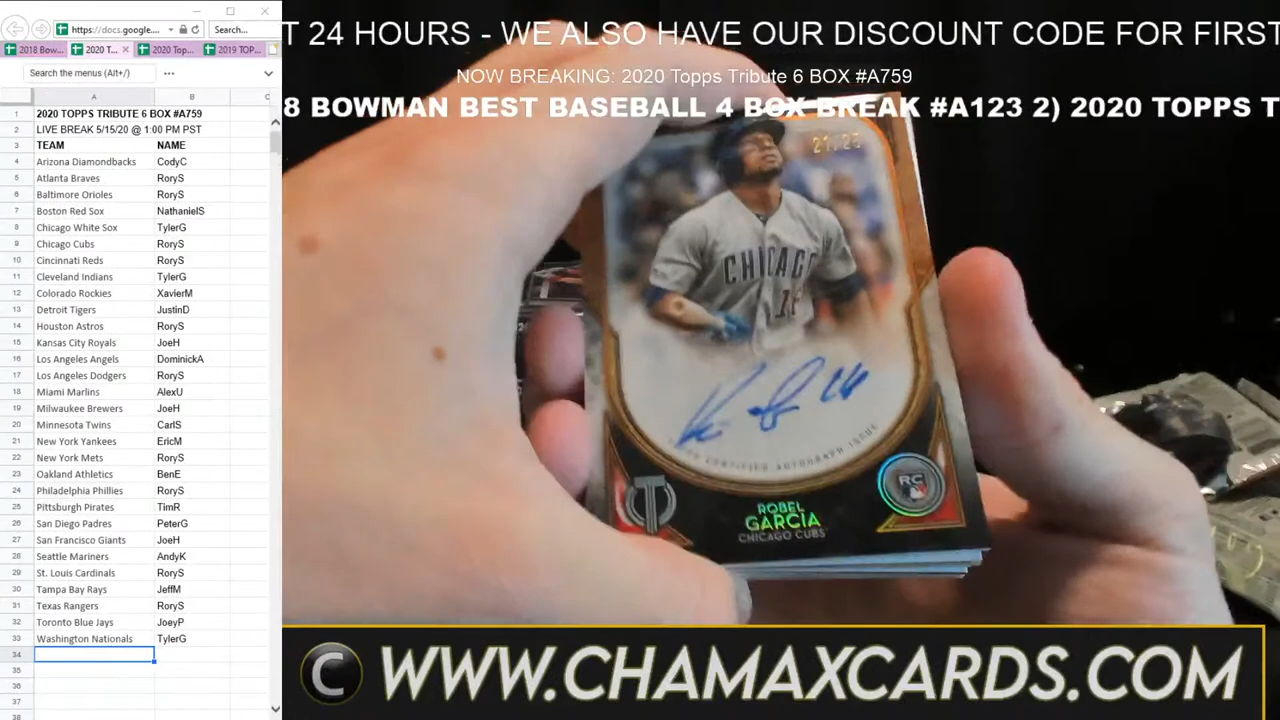 https://docs.google....
Search...
2018 Bow...
2020 T...
2020 Top...
2019 TOP...
Search the menus (Alt+/)
A B C
1 2020 TOPPS TRIBUTE 6 BOX #A759
2 LIVE BREAK 5/15/20 @ 1:00 PM PST
3 TEAM NAME
4 Arizona Diamondbacks CodyC
5 Atlanta Braves RoryS
6 Baltimore Orioles RoryS
7 Boston Red Sox NathanielS
8 Chicago White Sox TylerG
9 Chicago Cubs RoryS
10 Cincinnati Reds RoryS
11 Cleveland Indians TylerG
12 Colorado Rockies XavierM
13 Detroit Tigers JustinD
14 Houston Astros RoryS
15 Kansas City Royals JoeH
16 Los Angeles Angels DominickA
17 Los Angeles Dodgers RoryS
18 Miami Marlins AlexU
19 Milwaukee Brewers JoeH
20 Minnesota Twins CarlS
21 New York Yankees EricM
22 New York Mets RoryS
23 Oakland Athletics BenE
24 Philadelphia Phillies RoryS
25 Pittsburgh Pirates TimR
26 San Diego Padres PeterG
27 San Francisco Giants JoeH
28 Seattle Mariners AndyK
29 St. Louis Cardinals RoryS
30 Tampa Bay Rays JeffM
31 Texas Rangers RoryS
32 Toronto Blue Jays JoeyP
33 Washington Nationals TylerG
34
35
36
37
38
T 24 HOURS - WE ALSO HAVE OUR DISCOUNT CODE FOR FIRST
NOW BREAKING: 2020 Topps Tribute 6 BOX #A759
8 BOWMAN BEST BASEBALL 4 BOX BREAK #A123 2) 2020 TOPPS T
21/25
CHICAGO
16
CERTIFIED AUTOGRAPH ISSUE
RC
ROBEL
GARCIA
CHICAGO CUBS
C WWW.CHAMAXCARDS.COM